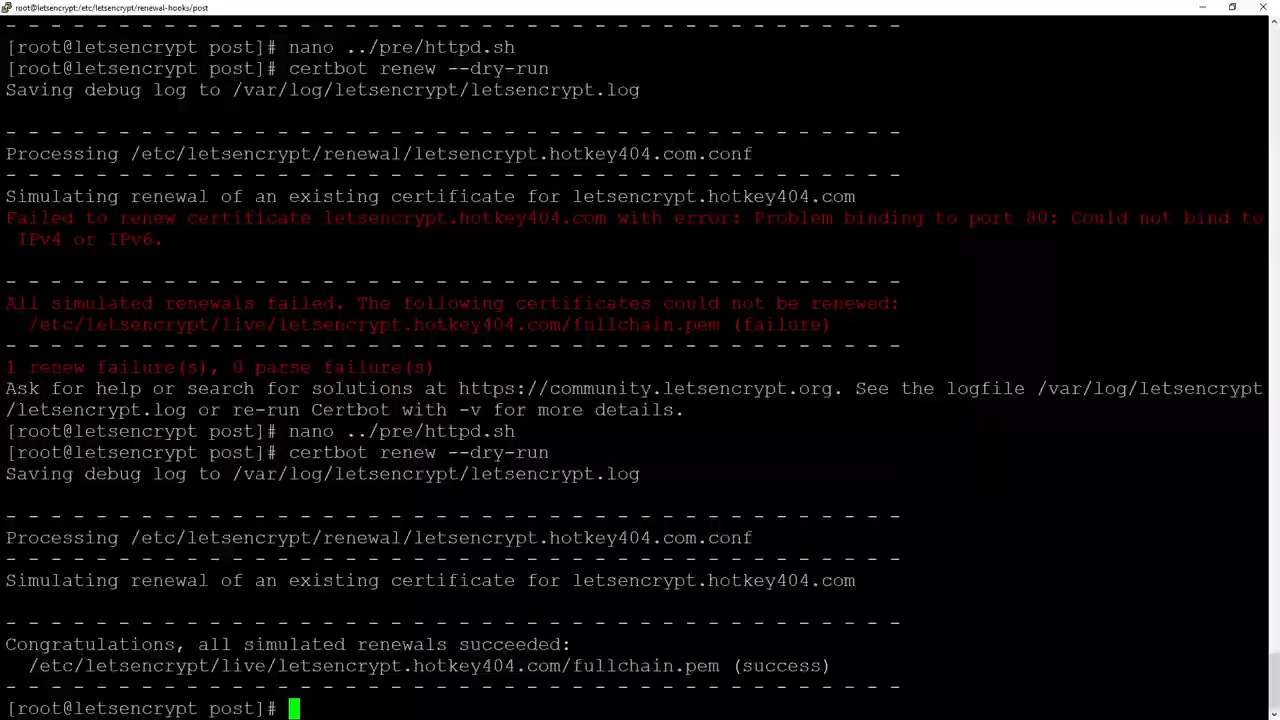 root@letsencrypt:/etc/letsencrypt/renewal-hooks/post
- - - - - - - - - - - - - - - - - - - - - - - - - - - - - - - - - - - - - - - -
[root@letsencrypt post]# nano ../pre/httpd.sh
[root@letsencrypt post]# certbot renew --dry-run
Saving debug log to /var/log/letsencrypt/letsencrypt.log
- - - - - - - - - - - - - - - - - - - - - - - - - - - - - - - - - - - - - - - -
Processing /etc/letsencrypt/renewal/letsencrypt.hotkey404.com.conf
- - - - - - - - - - - - - - - - - - - - - - - - - - - - - - - - - - - - - - - -
Simulating renewal of an existing certificate for letsencrypt.hotkey404.com
Failed to renew certificate letsencrypt.hotkey404.com with error: Problem binding to port 80: Could not bind to
IPv4 or IPv6.
- - - - - - - - - - - - - - - - - - - - - - - - - - - - - - - - - - - - - - - -
All simulated renewals failed. The following certificates could not be renewed:
/etc/letsencrypt/live/letsencrypt.hotkey404.com/fullchain.pem (failure)
- - - - - - - - - - - - - - - - - - - - - - - - - - - - - - - - - - - - - - - -
1 renew failure(s), 0 parse failure(s)
Ask for help or search for solutions at https://community.letsencrypt.org. See the logfile /var/log/letsencrypt
/letsencrypt.log or re-run Certbot with -v for more details.
[root@letsencrypt post]# nano ../pre/httpd.sh
[root@letsencrypt post]# certbot renew --dry-run
Saving debug log to /var/log/letsencrypt/letsencrypt.log
- - - - - - - - - - - - - - - - - - - - - - - - - - - - - - - - - - - - - - - -
Processing /etc/letsencrypt/renewal/letsencrypt.hotkey404.com.conf
- - - - - - - - - - - - - - - - - - - - - - - - - - - - - - - - - - - - - - - -
Simulating renewal of an existing certificate for letsencrypt.hotkey404.com
- - - - - - - - - - - - - - - - - - - - - - - - - - - - - - - - - - - - - - - -
Congratulations, all simulated renewals succeeded:
/etc/letsencrypt/live/letsencrypt.hotkey404.com/fullchain.pem (success)
- - - - - - - - - - - - - - - - - - - - - - - - - - - - - - - - - - - - - - - -
[root@letsencrypt post]#